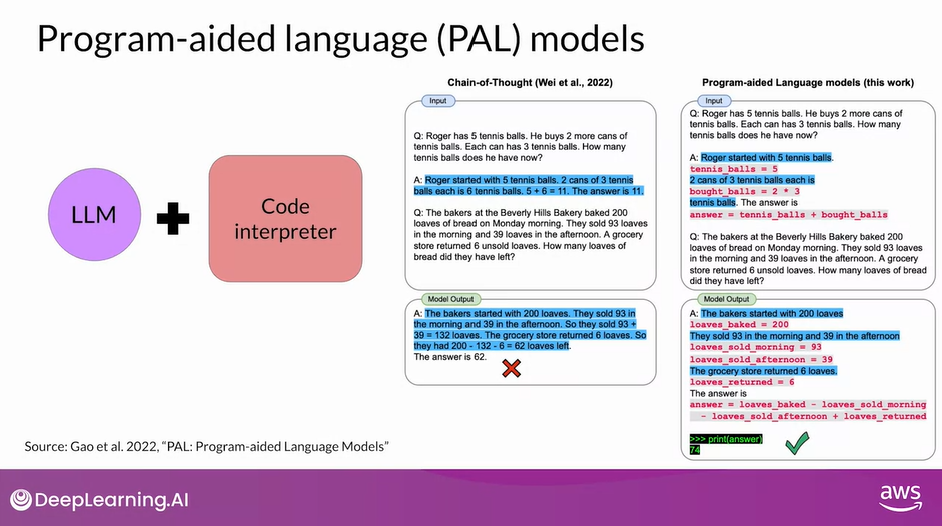 Program-aided language (PAL) models
LLM
Code
interpreter
Chain-of-Thought (Wei et al., 2022)
Input
Q: Roger has 5 tennis balls. He buys 2 more cans of
tennis balls. Each can has 3 tennis balls. How many
tennis balls does he have now?
A: Roger started with 5 tennis balls. 2 cans of 3 tennis
balls each is 6 tennis balls. 5 + 6 = 11. The answer is 11.
Q: The bakers at the Beverly Hills Bakery baked 200
loaves of bread on Monday morning. They sold 93 loaves
in the morning and 39 loaves in the afternoon. A grocery
store returned 6 unsold loaves. How many loaves of
bread did they have left?
Model Output
A: The bakers started with 200 loaves. They sold 93 in
the morning and 39 in the afternoon. So they sold 93 +
39 = 132 loaves. The grocery store returned 6 loaves. So
they had 200 - 132 - 6 = 62 loaves left.
The answer is 62.
Program-aided Language models (this work)
Input
Q: Roger has 5 tennis balls. He buys 2 more cans of
tennis balls. Each can has 3 tennis balls. How many
tennis balls does he have now?
A: Roger started with 5 tennis balls.
tennis_balls = 5
2 cans of 3 tennis balls each is
bought_balls = 2 * 3
tennis balls. The answer is
answer = tennis_balls + bought_balls
Q: The bakers at the Beverly Hills Bakery baked 200
loaves of bread on Monday morning. They sold 93 loaves
in the morning and 39 loaves in the afternoon. A grocery
store returned 6 unsold loaves. How many loaves of bread
did they have left?
Model Output
A: The bakers started with 200 loaves
loaves_baked = 200
They sold 93 in the morning and 39 in the afternoon
loaves_sold_morning = 93
loaves_sold_afternoon = 39
The grocery store returned 6 loaves.
loaves_returned = 6
The answer is
answer = loaves_baked - loaves_sold_morning
- loaves_sold_afternoon + loaves_returned
>>> print(answer)
74
Source: Gao et al. 2022, “PAL: Program-aided Language Models”
DeepLearning.AI
aws